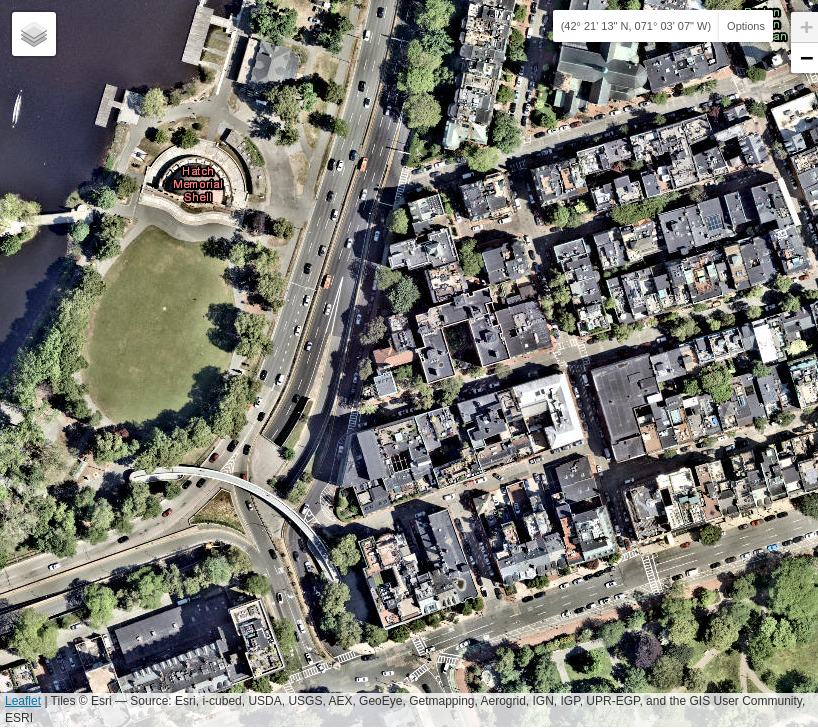 (42° 21' 13" N, 071° 03' 07" W) Options
+
−
Hatch
Memorial
Shell
Leaflet | Tiles © Esri — Source: Esri, i-cubed, USDA, USGS, AEX, GeoEye, Getmapping, Aerogrid, IGN, IGP, UPR-EGP, and the GIS User Community,
ESRI